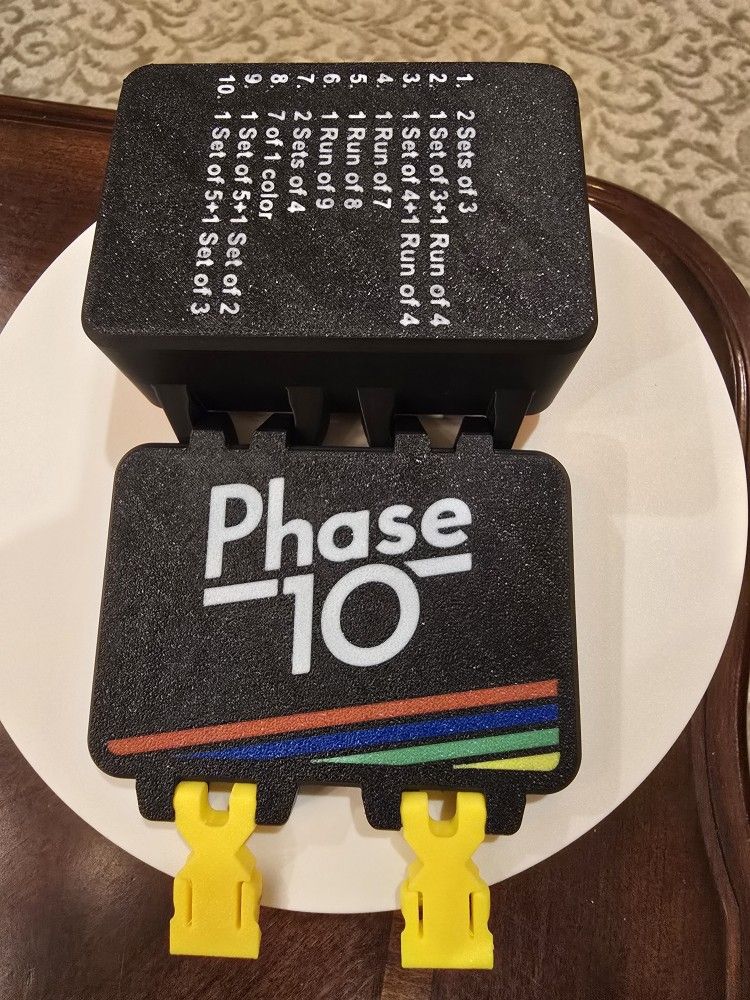 1. 2 Sets of 3
2. 1 Set of 3+1 Run of 4
3. 1 Set of 4+1 Run of 4
4. 1 Run of 7
5. 1 Run of 8
6. 1 Run of 9
7. 2 Sets of 4
8. 7 of 1 color
9. 1 Set of 5+1 Set of 2
10. 1 Set of 5+1 Set of 3
Phase
10